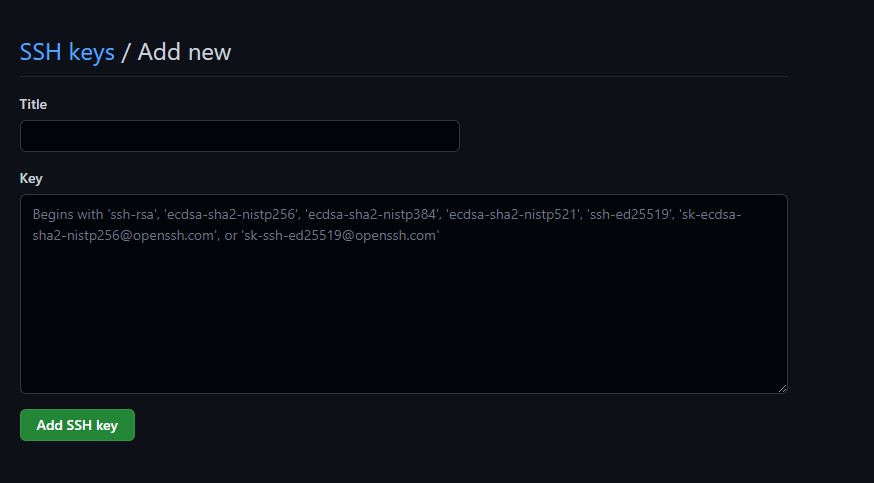 SSH keys / Add new
Title
Key
Begins with 'ssh-rsa', 'ecdsa-sha2-nistp256', 'ecdsa-sha2-nistp384', 'ecdsa-sha2-nistp521', 'ssh-ed25519', 'sk-ecdsa-
sha2-nistp256@openssh.com', or 'sk-ssh-ed25519@openssh.com'
Add SSH key